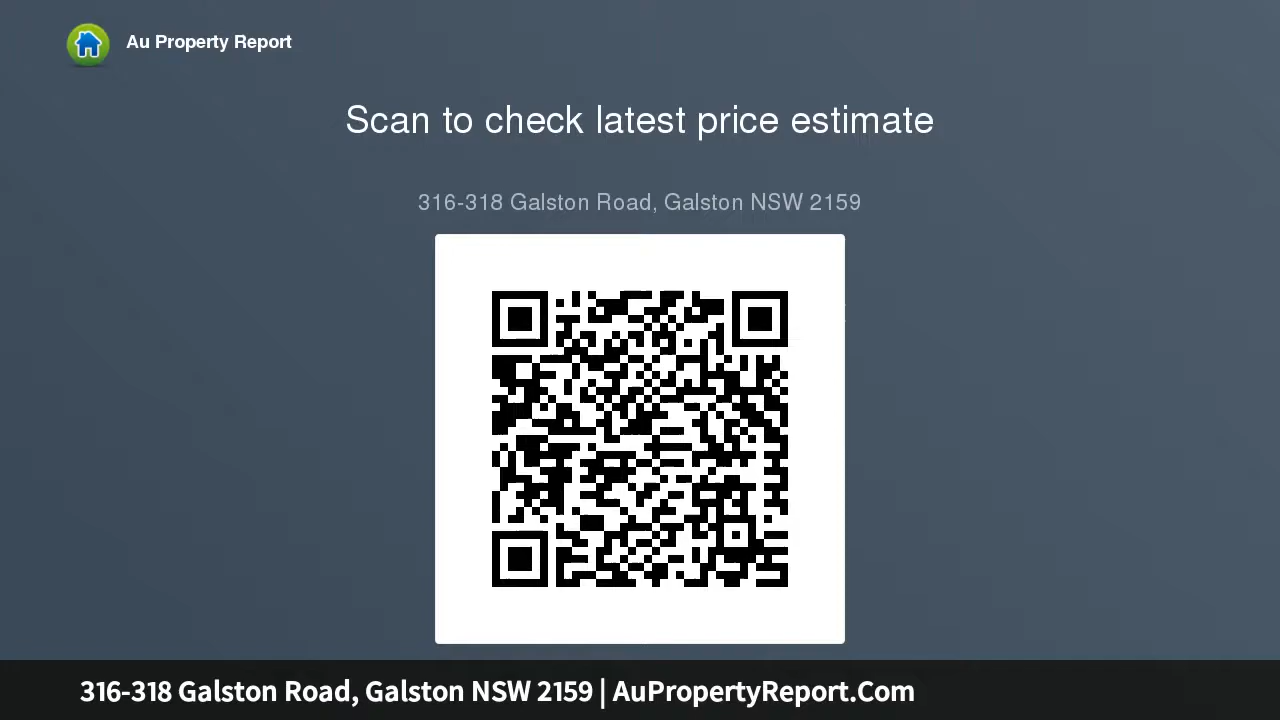 Au Property Report
Scan to check latest price estimate
316-318 Galston Road, Galston NSW 2159
316-318 Galston Road, Galston NSW 2159 | AuPropertyReport.Com